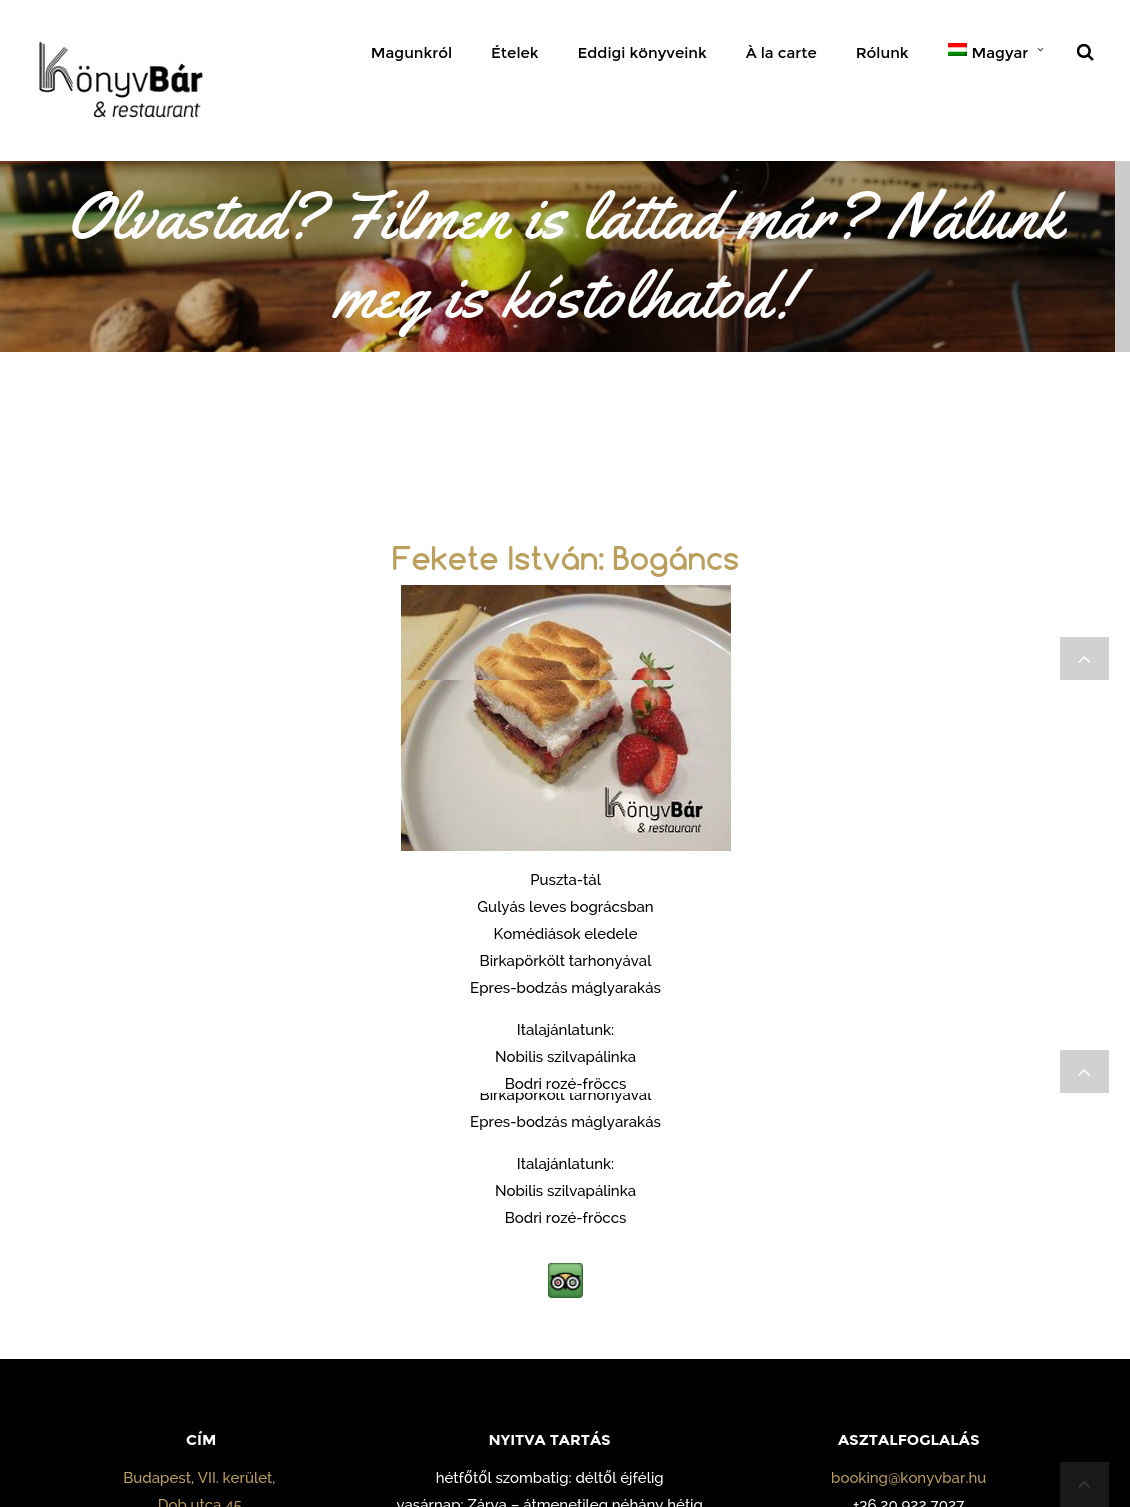 KönyvBár
& restaurant
Magunkról
Ételek
Eddigi könyveink
À la carte
Rólunk
Magyar
Olvastad? Filmen is láttad már? Nálunk
meg is kóstolhatod!
Fekete István: Bogáncs
KönyvBár
& restaurant
Puszta-tál
Gulyás leves bográcsban
Komédiások eledele
Birkapörkölt tarhonyával
Epres-bodzás máglyarakás
Italajánlatunk:
Nobilis szilvapálinka
Bodri rozé-fröccs
Birkapörkölt tarhonyával
Epres-bodzás máglyarakás
Italajánlatunk:
Nobilis szilvapálinka
Bodri rozé-fröccs
CÍM
Budapest, VII. kerület,
Dob utca 45.
NYITVA TARTÁS
hétfőtől szombatig: déltől éjfélig
vasárnap: Zárva – átmenetileg néhány hétig
ASZTALFOGLALÁS
booking@konyvbar.hu
+36 20 922 7027